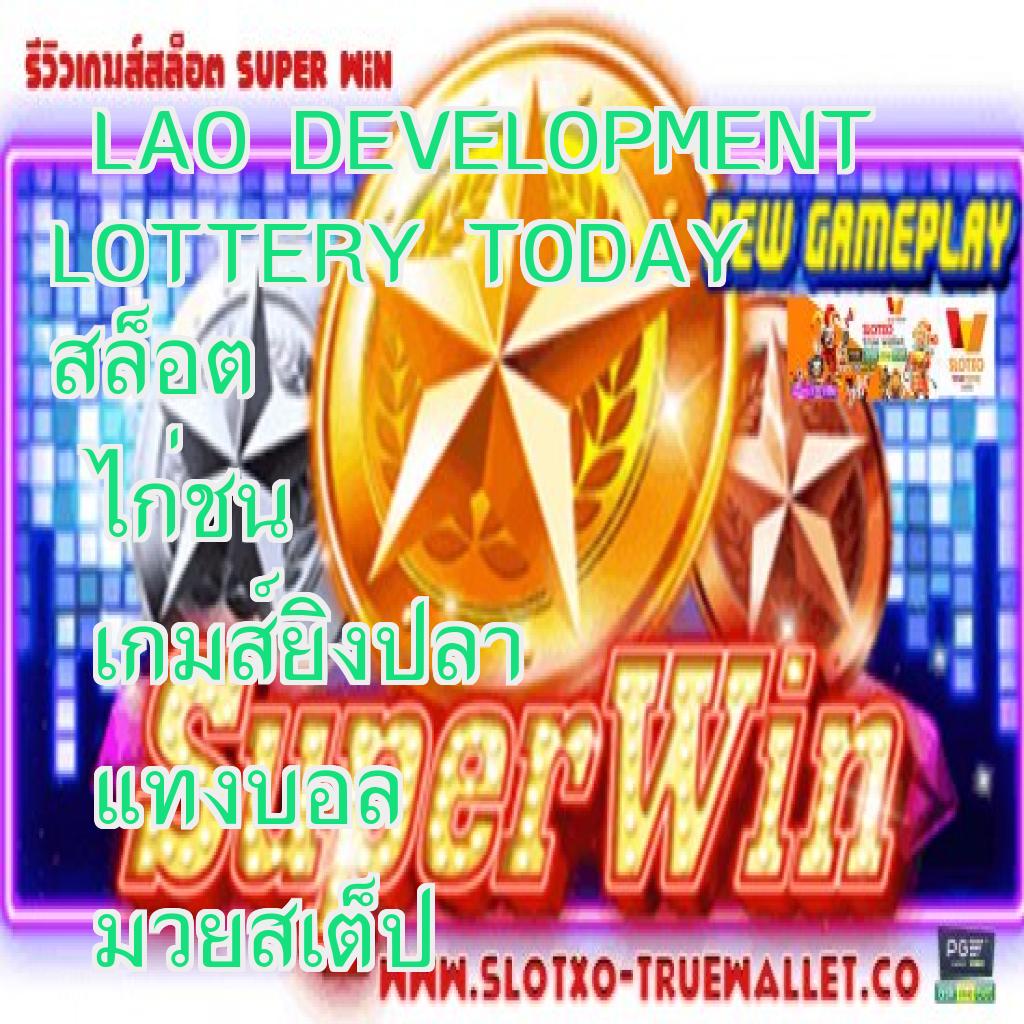 รีวิวเกมส์สล็อต SUPER WiN
LAO DEVELOPMENT
LOTTERY TODAY
NEW GAMEPLAY
สล็อต
SLOTXO
ไก่ชน
เกมส์ยิงปลา
SuperWin
แทงบอล
มวยสเต็ป
WWW.SLOTXO-TRUEWALLET.CO